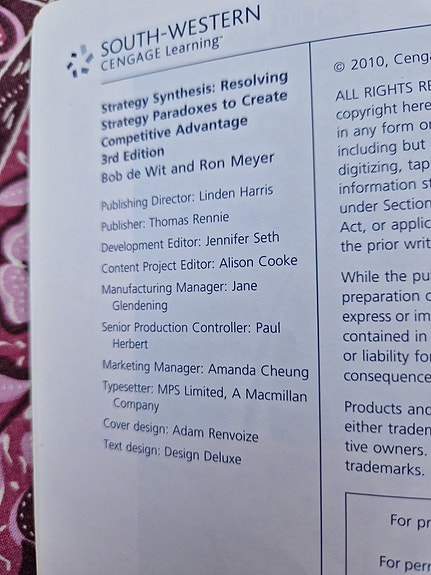 SOUTH-WESTERN
CENGAGE Learning™
Strategy Synthesis: Resolving
Strategy Paradoxes to Create
Competitive Advantage
3rd Edition
Bob de Wit and Ron Meyer
Publishing Director: Linden Harris
Publisher: Thomas Rennie
Development Editor: Jennifer Seth
Content Project Editor: Alison Cooke
Manufacturing Manager: Jane
Glendening
Senior Production Controller: Paul
Herbert
Marketing Manager: Amanda Cheung
Typesetter: MPS Limited, A Macmillan
Company
Cover design: Adam Renvoize
Text design: Design Deluxe
© 2010, Ceng
ALL RIGHTS RE
copyright here
in any form o
including but
digitizing, tap
information st
under Section
Act, or applic
the prior writ
While the pu
preparation o
express or im
contained in
or liability fo
consequence
Products and
either tradem
tive owners.
trademarks.
For pr
For perm